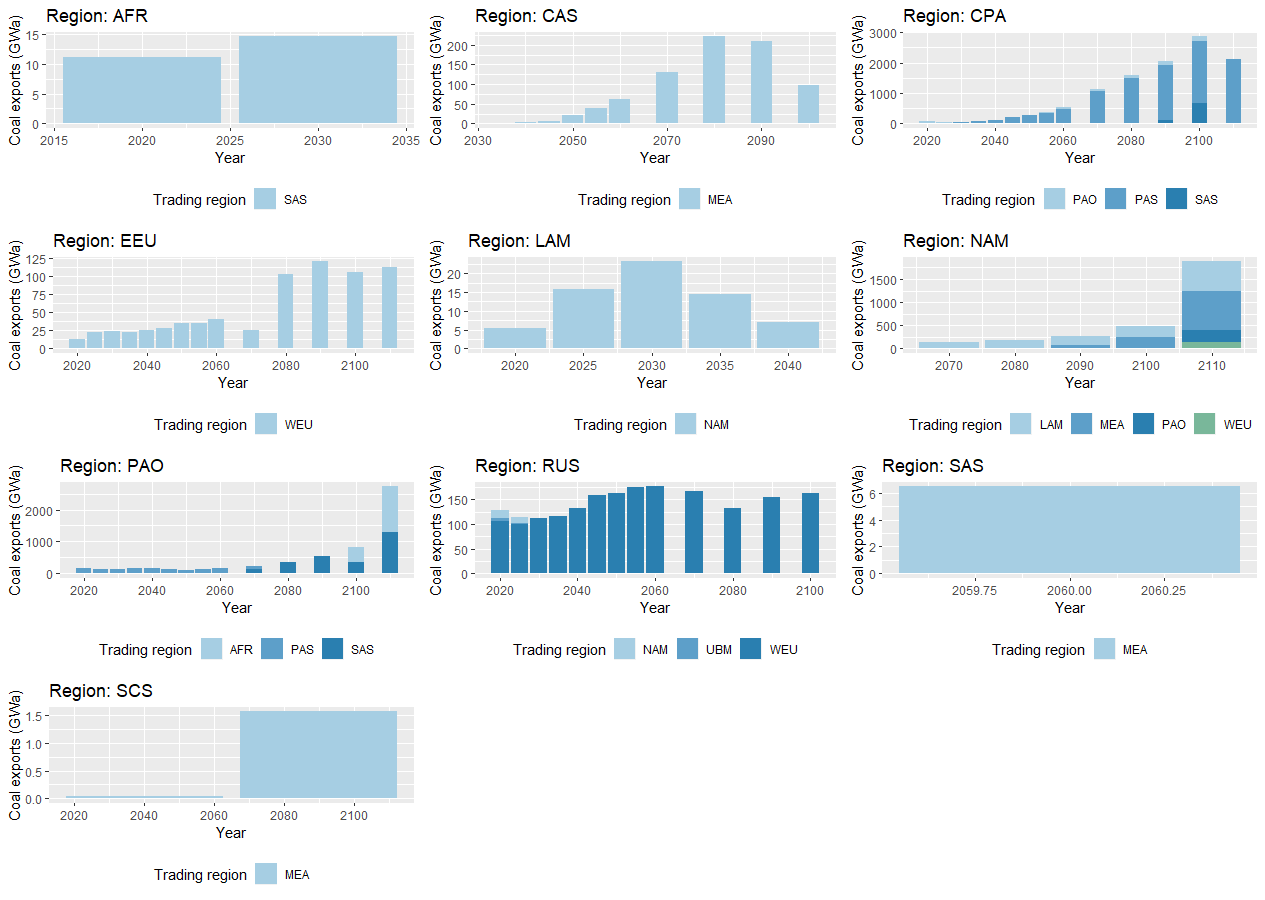 Region: AFR
Coal exports (GWa)
15
10
5
0
2015 2020 2025 2030 2035
Year
Trading region SAS
Region: CAS
Coal exports (GWa)
200
150
100
50
0
2030 2050 2070 2090
Year
Trading region MEA
Region: CPA
Coal exports (GWa)
3000
2000
1000
0
2020 2040 2060 2080 2100
Year
Trading region PAO PAS SAS
Region: EEU
Coal exports (GWa)
125
100
75
50
25
0
2020 2040 2060 2080 2100
Year
Trading region WEU
Region: LAM
Coal exports (GWa)
20
15
10
5
0
2020 2025 2030 2035 2040
Year
Trading region NAM
Region: NAM
Coal exports (GWa)
1500
1000
500
0
2070 2080 2090 2100 2110
Year
Trading region LAM MEA PAO WEU
Region: PAO
Coal exports (GWa)
2000
1000
0
2020 2040 2060 2080 2100
Year
Trading region AFR PAS SAS
Region: RUS
Coal exports (GWa)
150
100
50
0
2020 2040 2060 2080 2100
Year
Trading region NAM UBM WEU
Region: SAS
Coal exports (GWa)
6
4
2
0
2059.75 2060.00 2060.25
Year
Trading region MEA
Region: SCS
Coal exports (GWa)
1.5
1.0
0.5
0.0
2020 2040 2060 2080 2100
Year
Trading region MEA